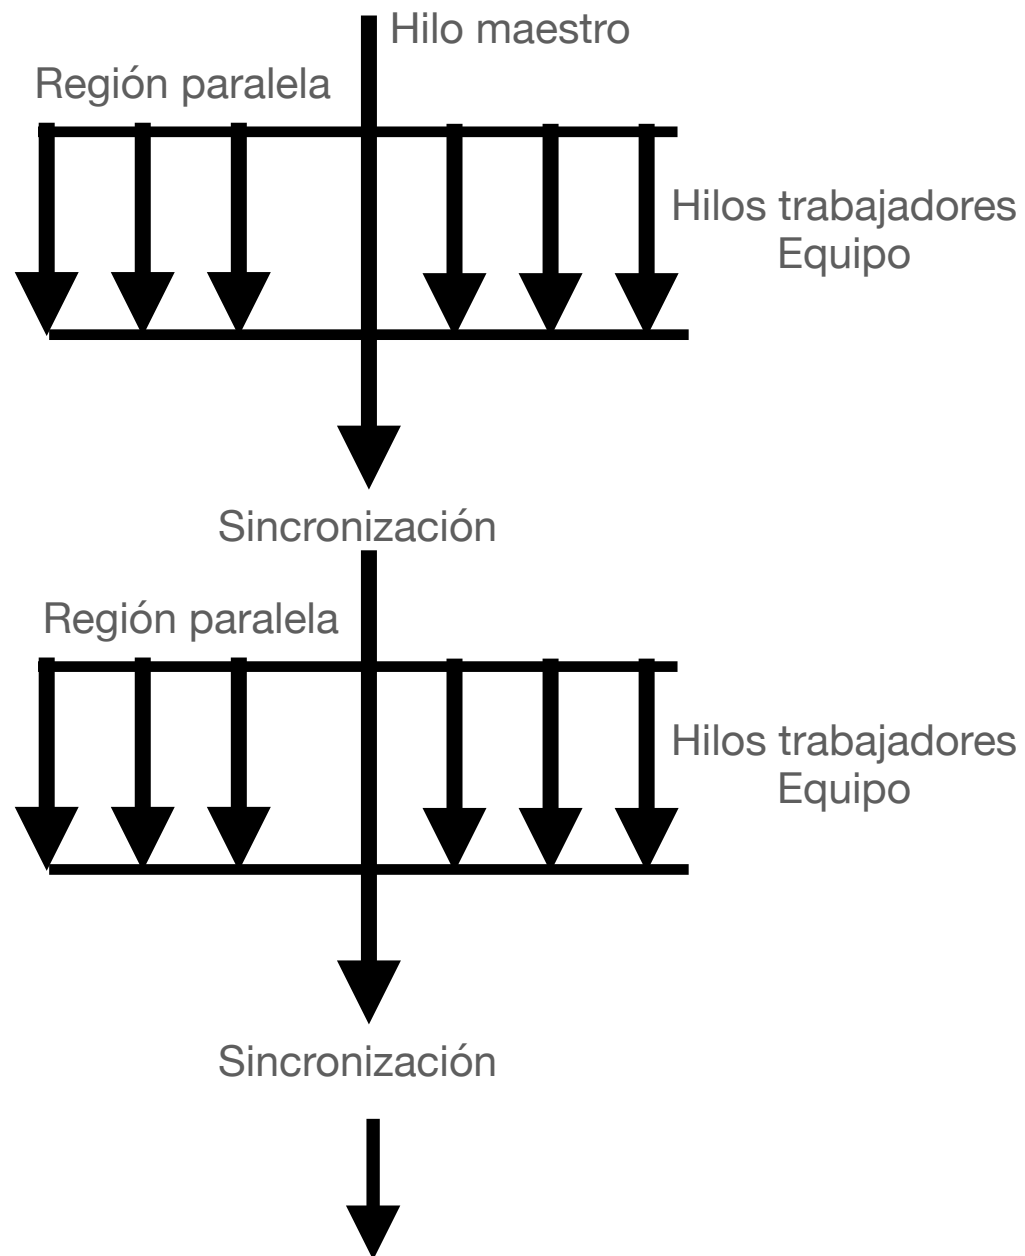 Hilo maestro
Región paralela
Hilos trabajadores
Equipo
Sincronización
Región paralela
Hilos trabajadores
Equipo
Sincronización